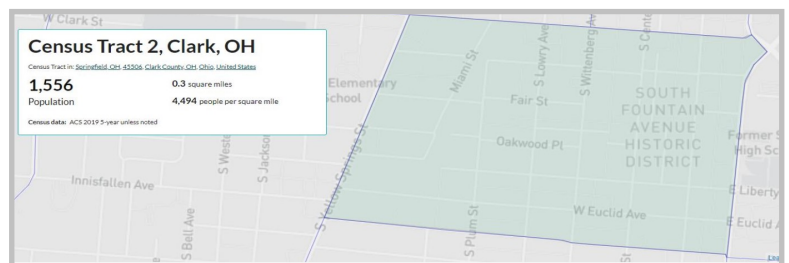 W Clark St
Census Tract 2, Clark, OH
Census Tract in: Springfield, OH, 45506, Clark County, OH, Ohio, United States
1,556
Population
0.3 square miles
4,494 people per square mile
Census data: ACS 2019 5-year unless noted
Elementary
School
Miami St
S Lowry Ave
S Wittenberg Av
S Cente
Fair St
SOUTH
FOUNTAIN
AVENUE
HISTORIC
DISTRICT
Oakwood Pl
Former S
High Sc
S Weste
S Jackso
S Yellow Springs St
Innisfallen Ave
S Bell Ave
S Plum St
W Euclid Ave
E Liberty
E Euclid A
St